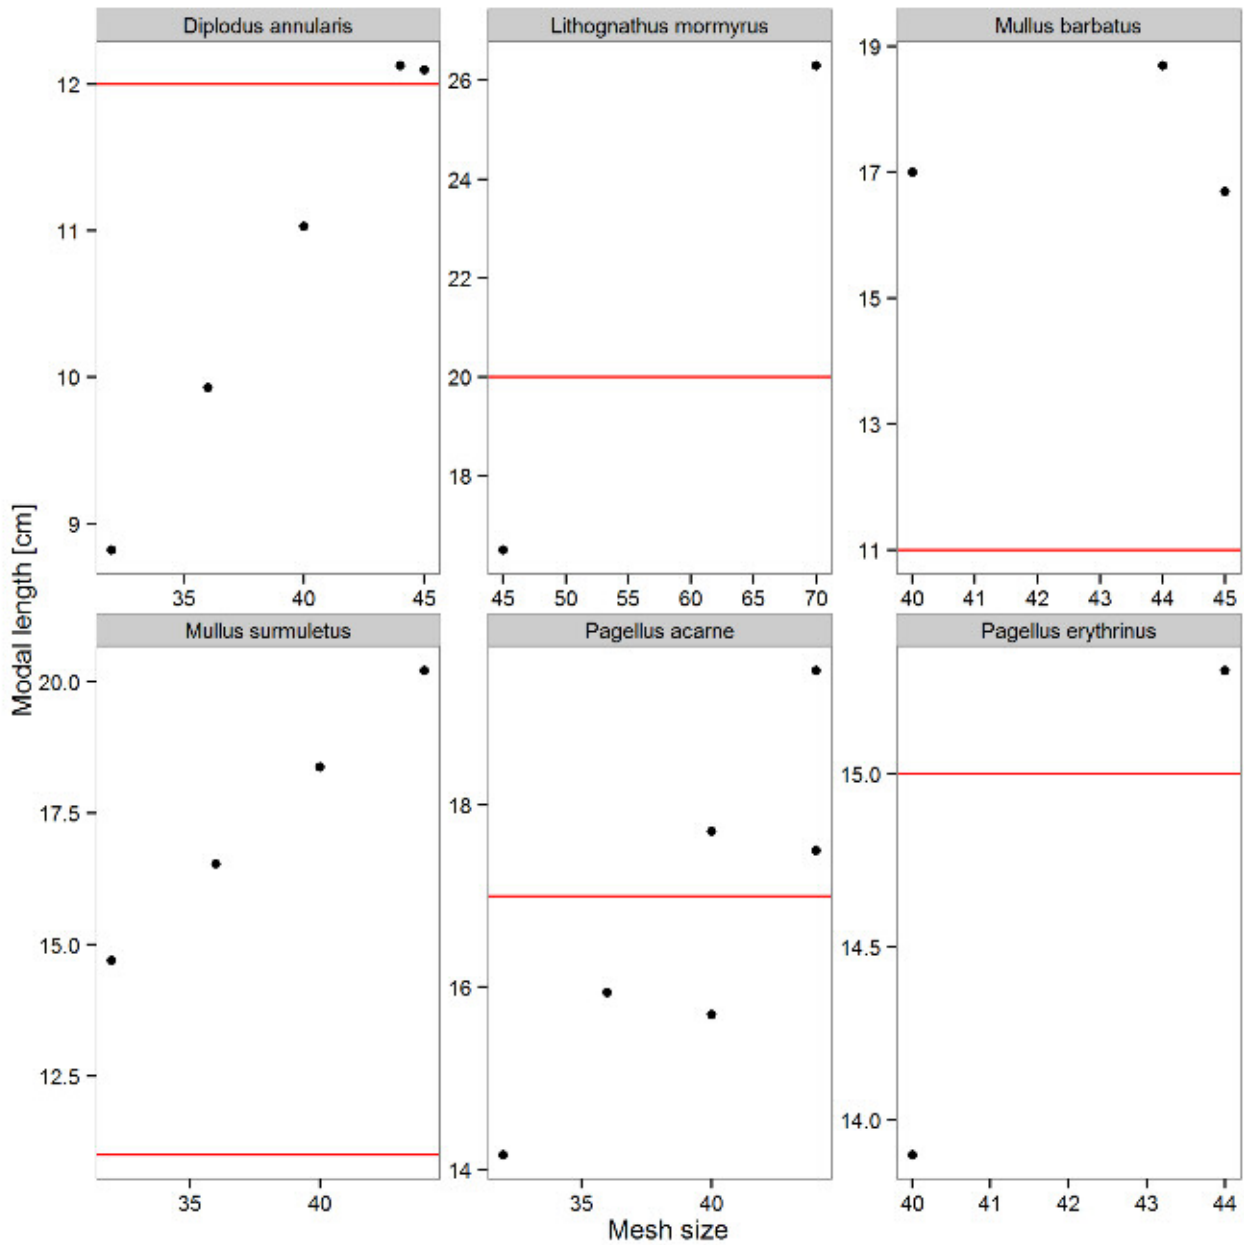 Diplodus annularis
Lithognathus mormyrus
Mullus barbatus
12
11
10
9
26
24
22
20
18
19
17
15
13
11
35 40 45
45 50 55 60 65 70
40 41 42 43 44 45
Modal length [cm]
Mullus surmuletus
Pagellus acarne
Pagellus erythrinus
20.0
17.5
15.0
12.5
18
16
14
15.0
14.5
14.0
35 40
35 40
40 41 42 43 44
Mesh size